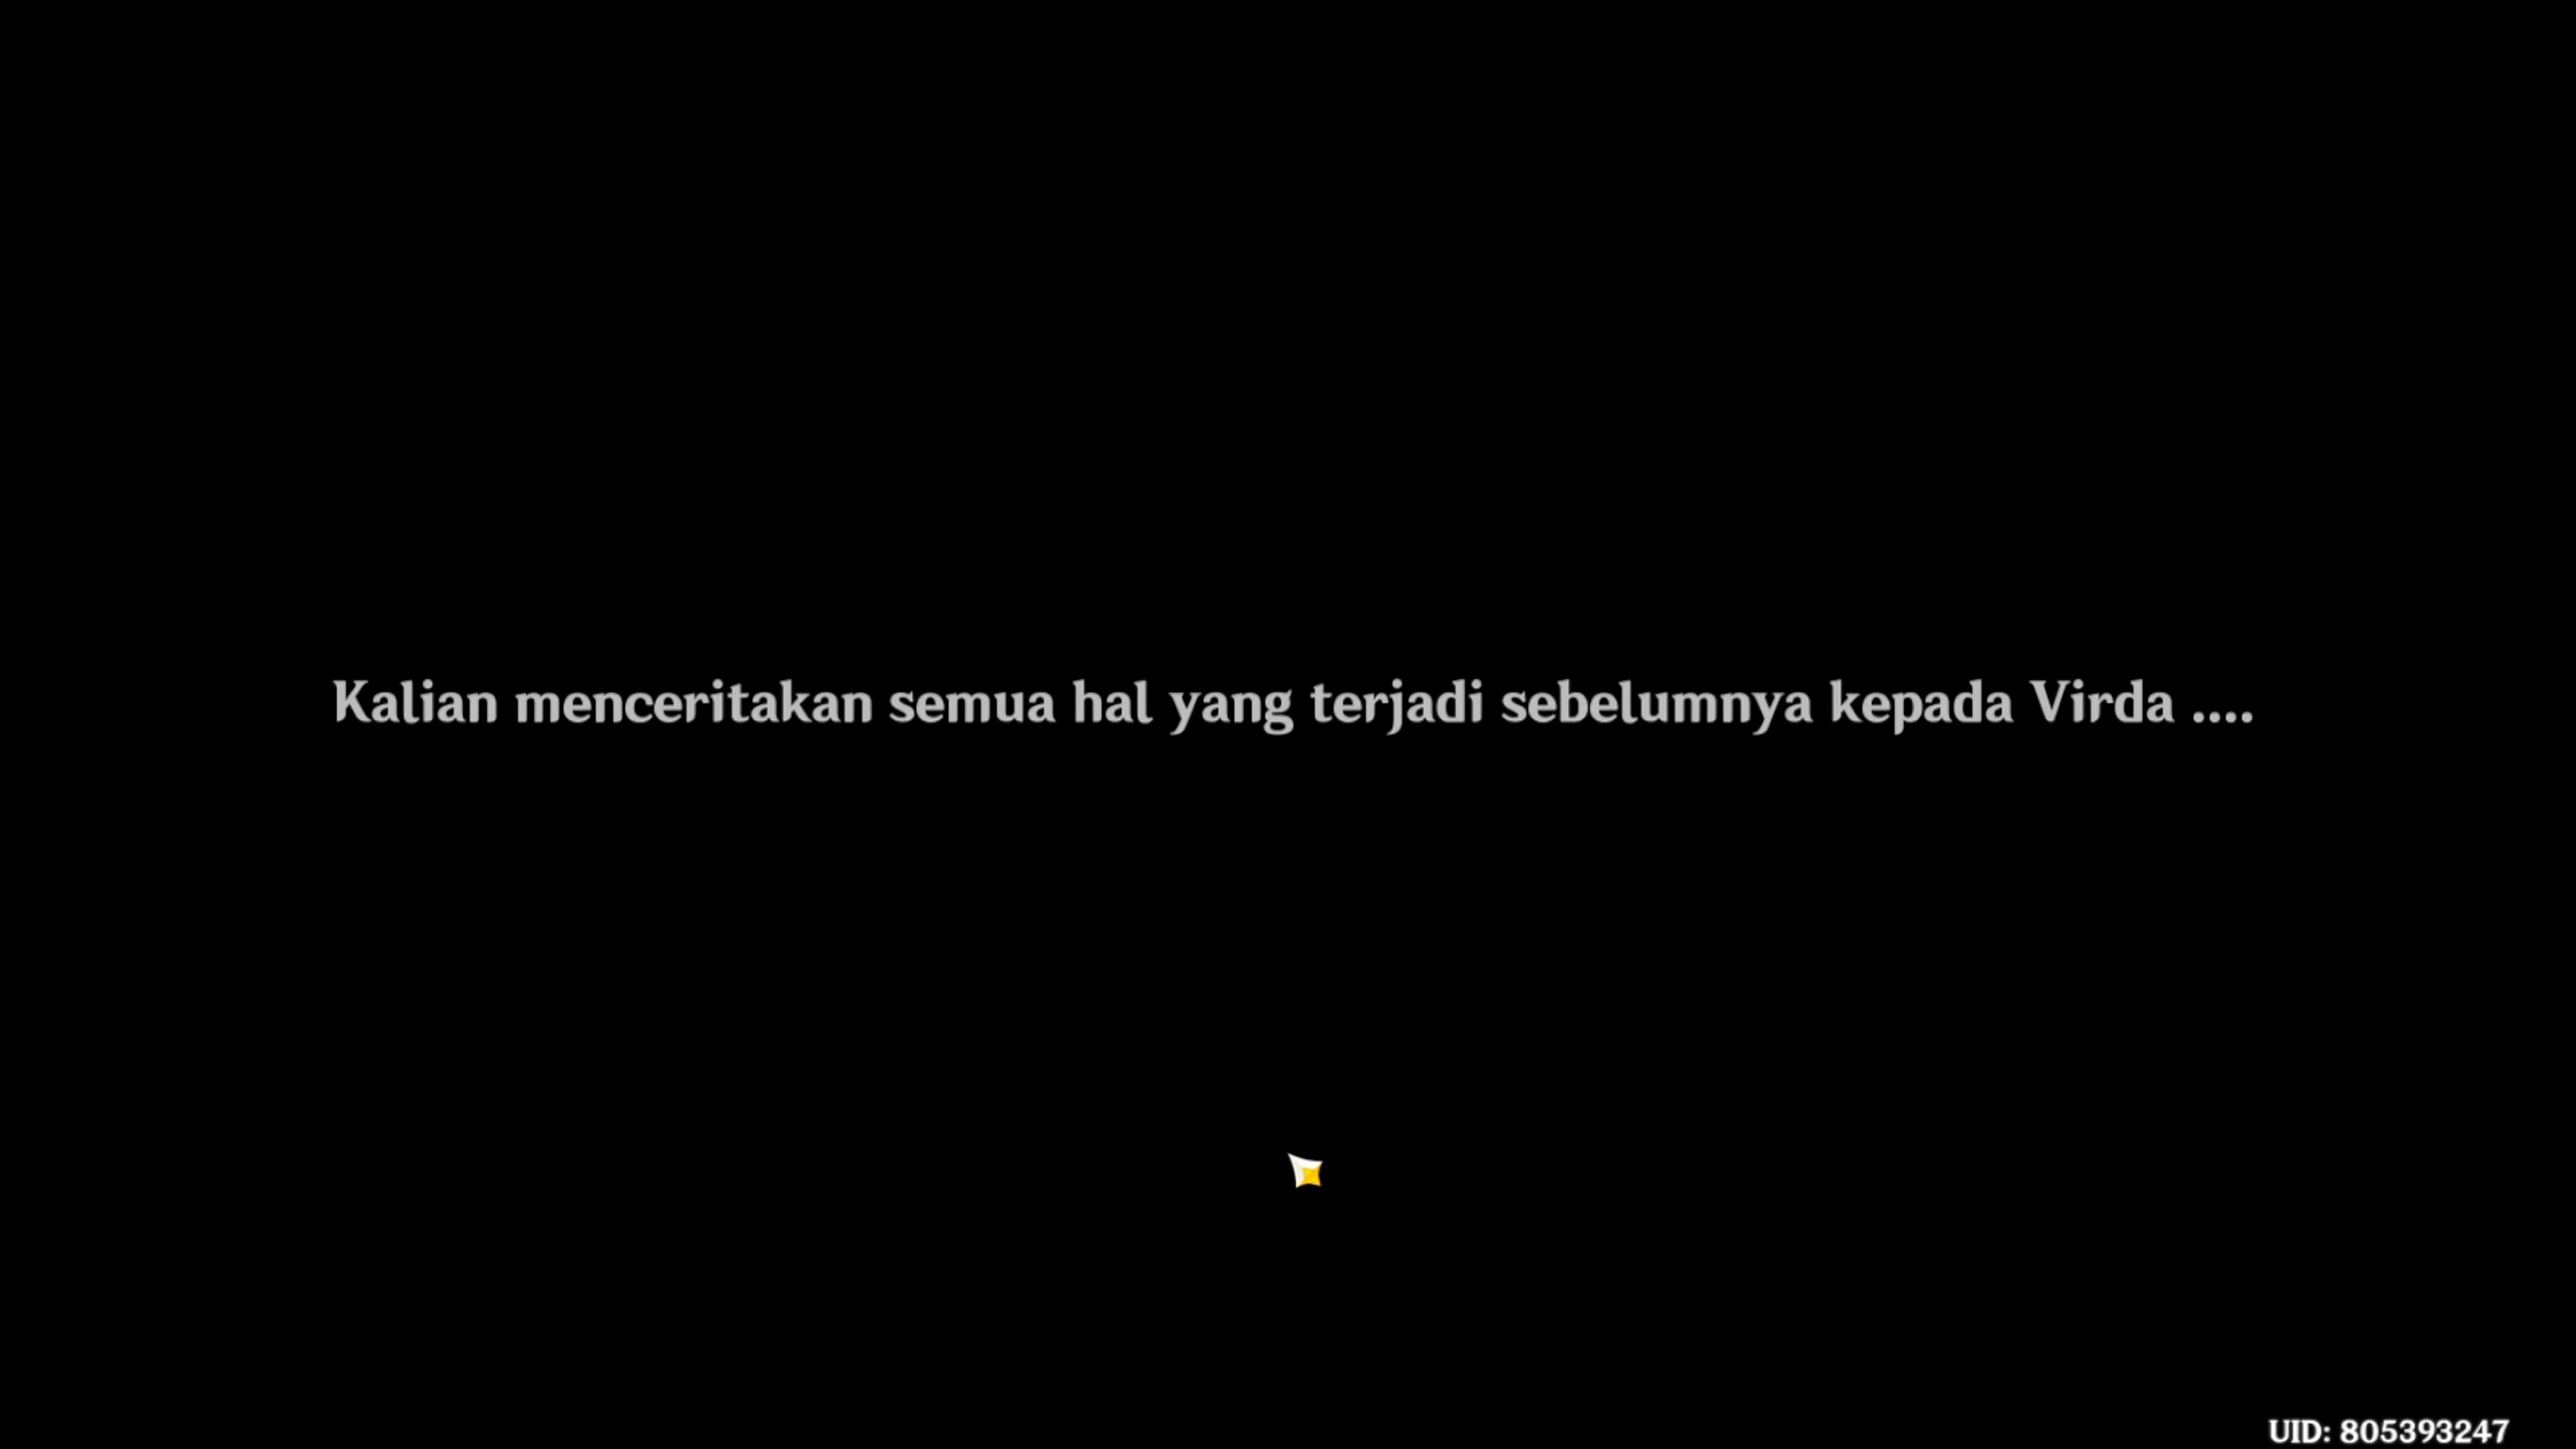 Kalian menceritakan semua hal yang terjadi sebelumnya kepada Virda ....
UID: 805393247